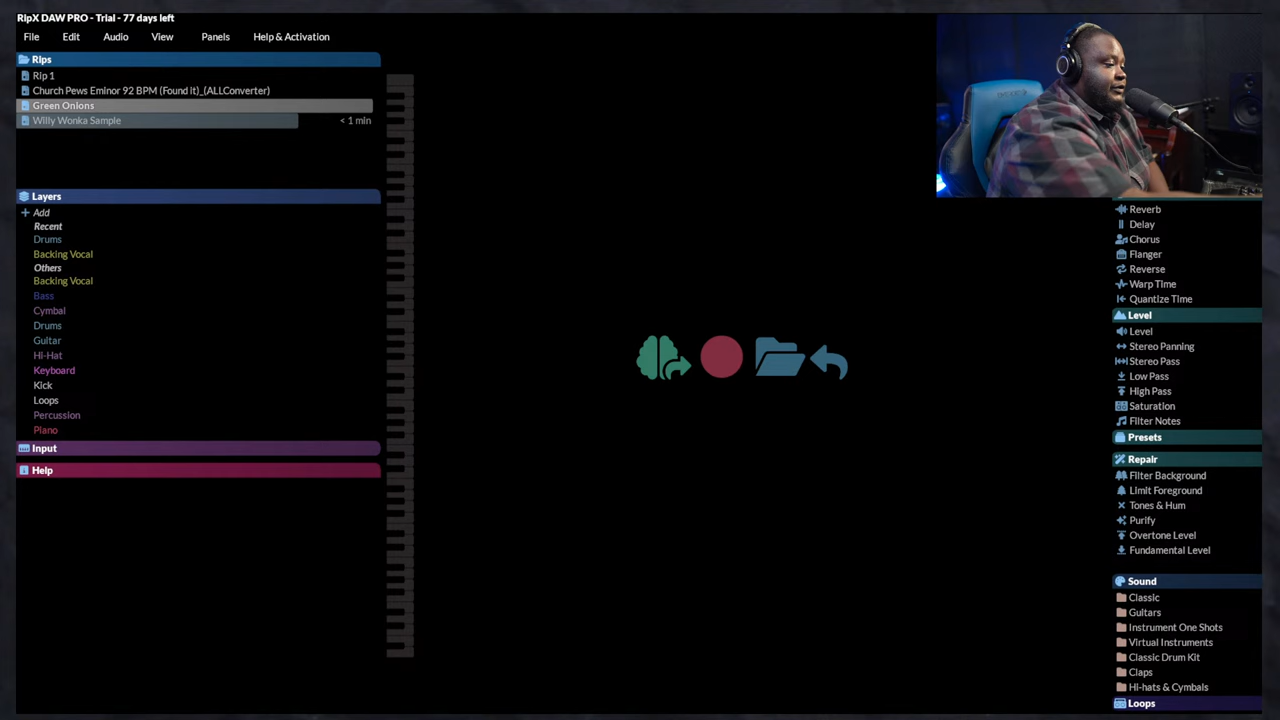 RipX DAW PRO - Trial - 77 days left
File Edit Audio View Panels Help & Activation
Rips
Rip 1
Church Pews Eminor 92 BPM (Found it)_(ALLConverter)
Green Onions
Willy Wonka Sample < 1 min
Layers
Add
Recent
Drums
Backing Vocal
Others
Backing Vocal
Bass
Cymbal
Drums
Guitar
Hi-Hat
Keyboard
Kick
Loops
Percussion
Piano
Input
Help
Reverb
Delay
Chorus
Flanger
Reverse
Warp Time
Quantize Time
Level
Level
Stereo Panning
Stereo Pass
Low Pass
High Pass
Saturation
Filter Notes
Presets
Repair
Filter Background
Limit Foreground
Tones & Hum
Purify
Overtone Level
Fundamental Level
Sound
Classic
Guitars
Instrument One Shots
Virtual Instruments
Classic Drum Kit
Claps
Hi-hats & Cymbals
Loops